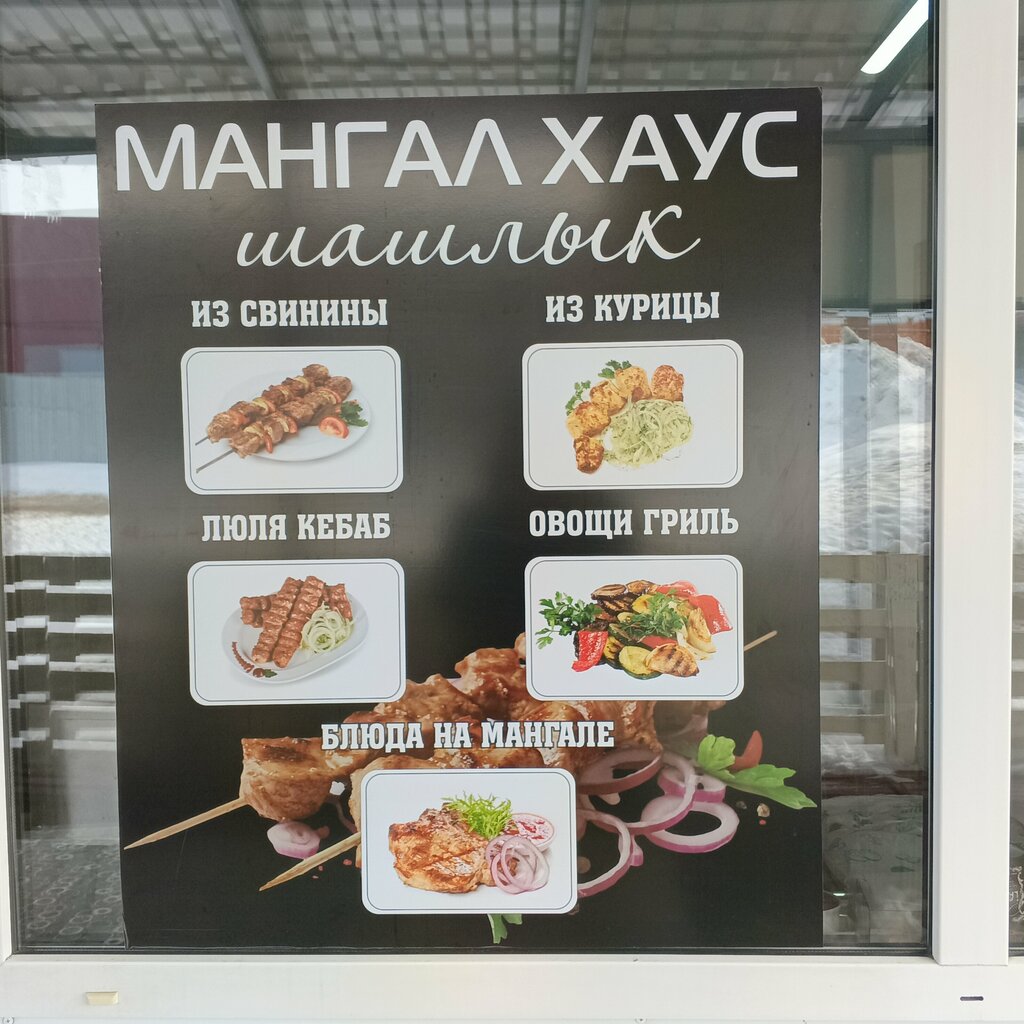 МАНГАЛ ХАУС
шашлык
ИЗ СВИНИНЫ
ИЗ КУРИЦЫ
ЛЮЛЯ КЕБАБ
ОВОЩИ ГРИЛЬ
БЛЮДА НА МАНГАЛЕ